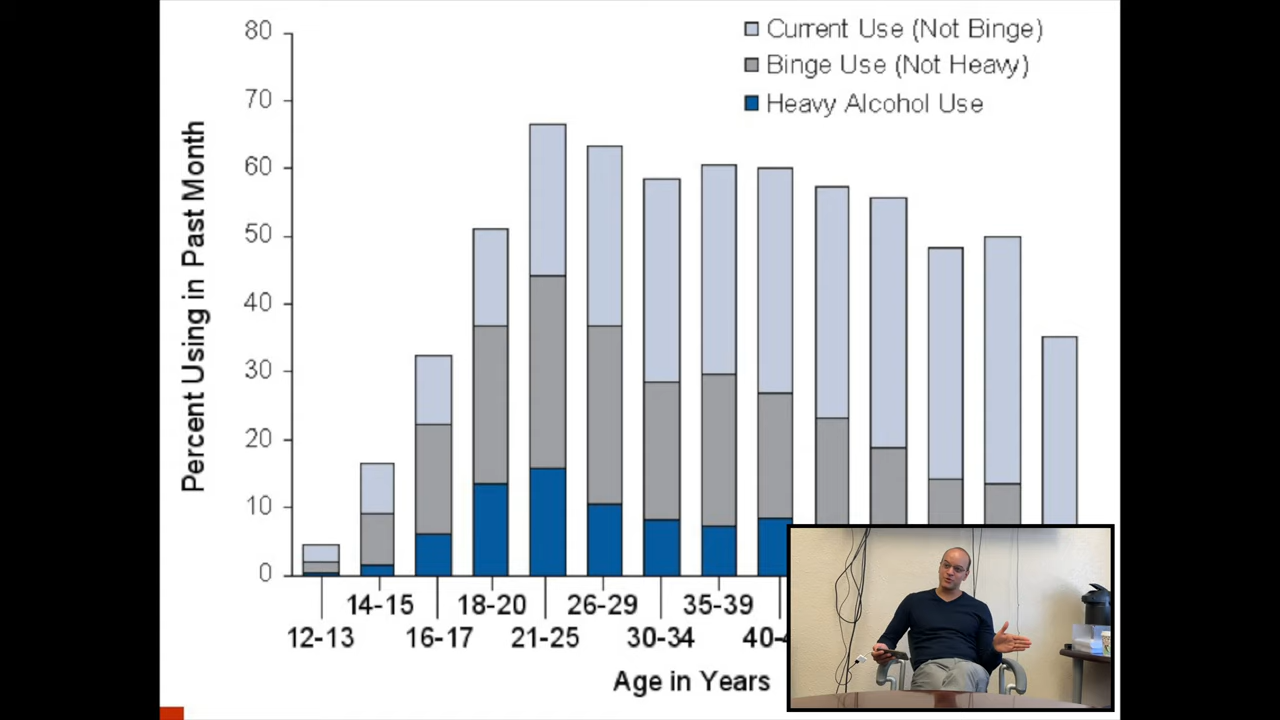 80
Current Use (Not Binge)
70
Binge Use (Not Heavy)
Heavy Alcohol Use
60
50
40
30
20
10
0
Percent Using in Past Month
14-15 18-20 26-29 35-39
12-13 16-17 21-25 30-34 40-
Age in Years